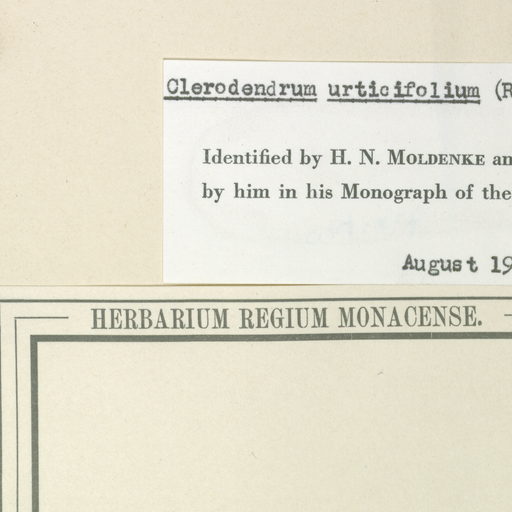 Clerodendrum urticifolium (R
Identified by H. N. MOLDENKE an
by him in his Monograph of the
August 19
HERBARIUM REGIUM MONACENSE.